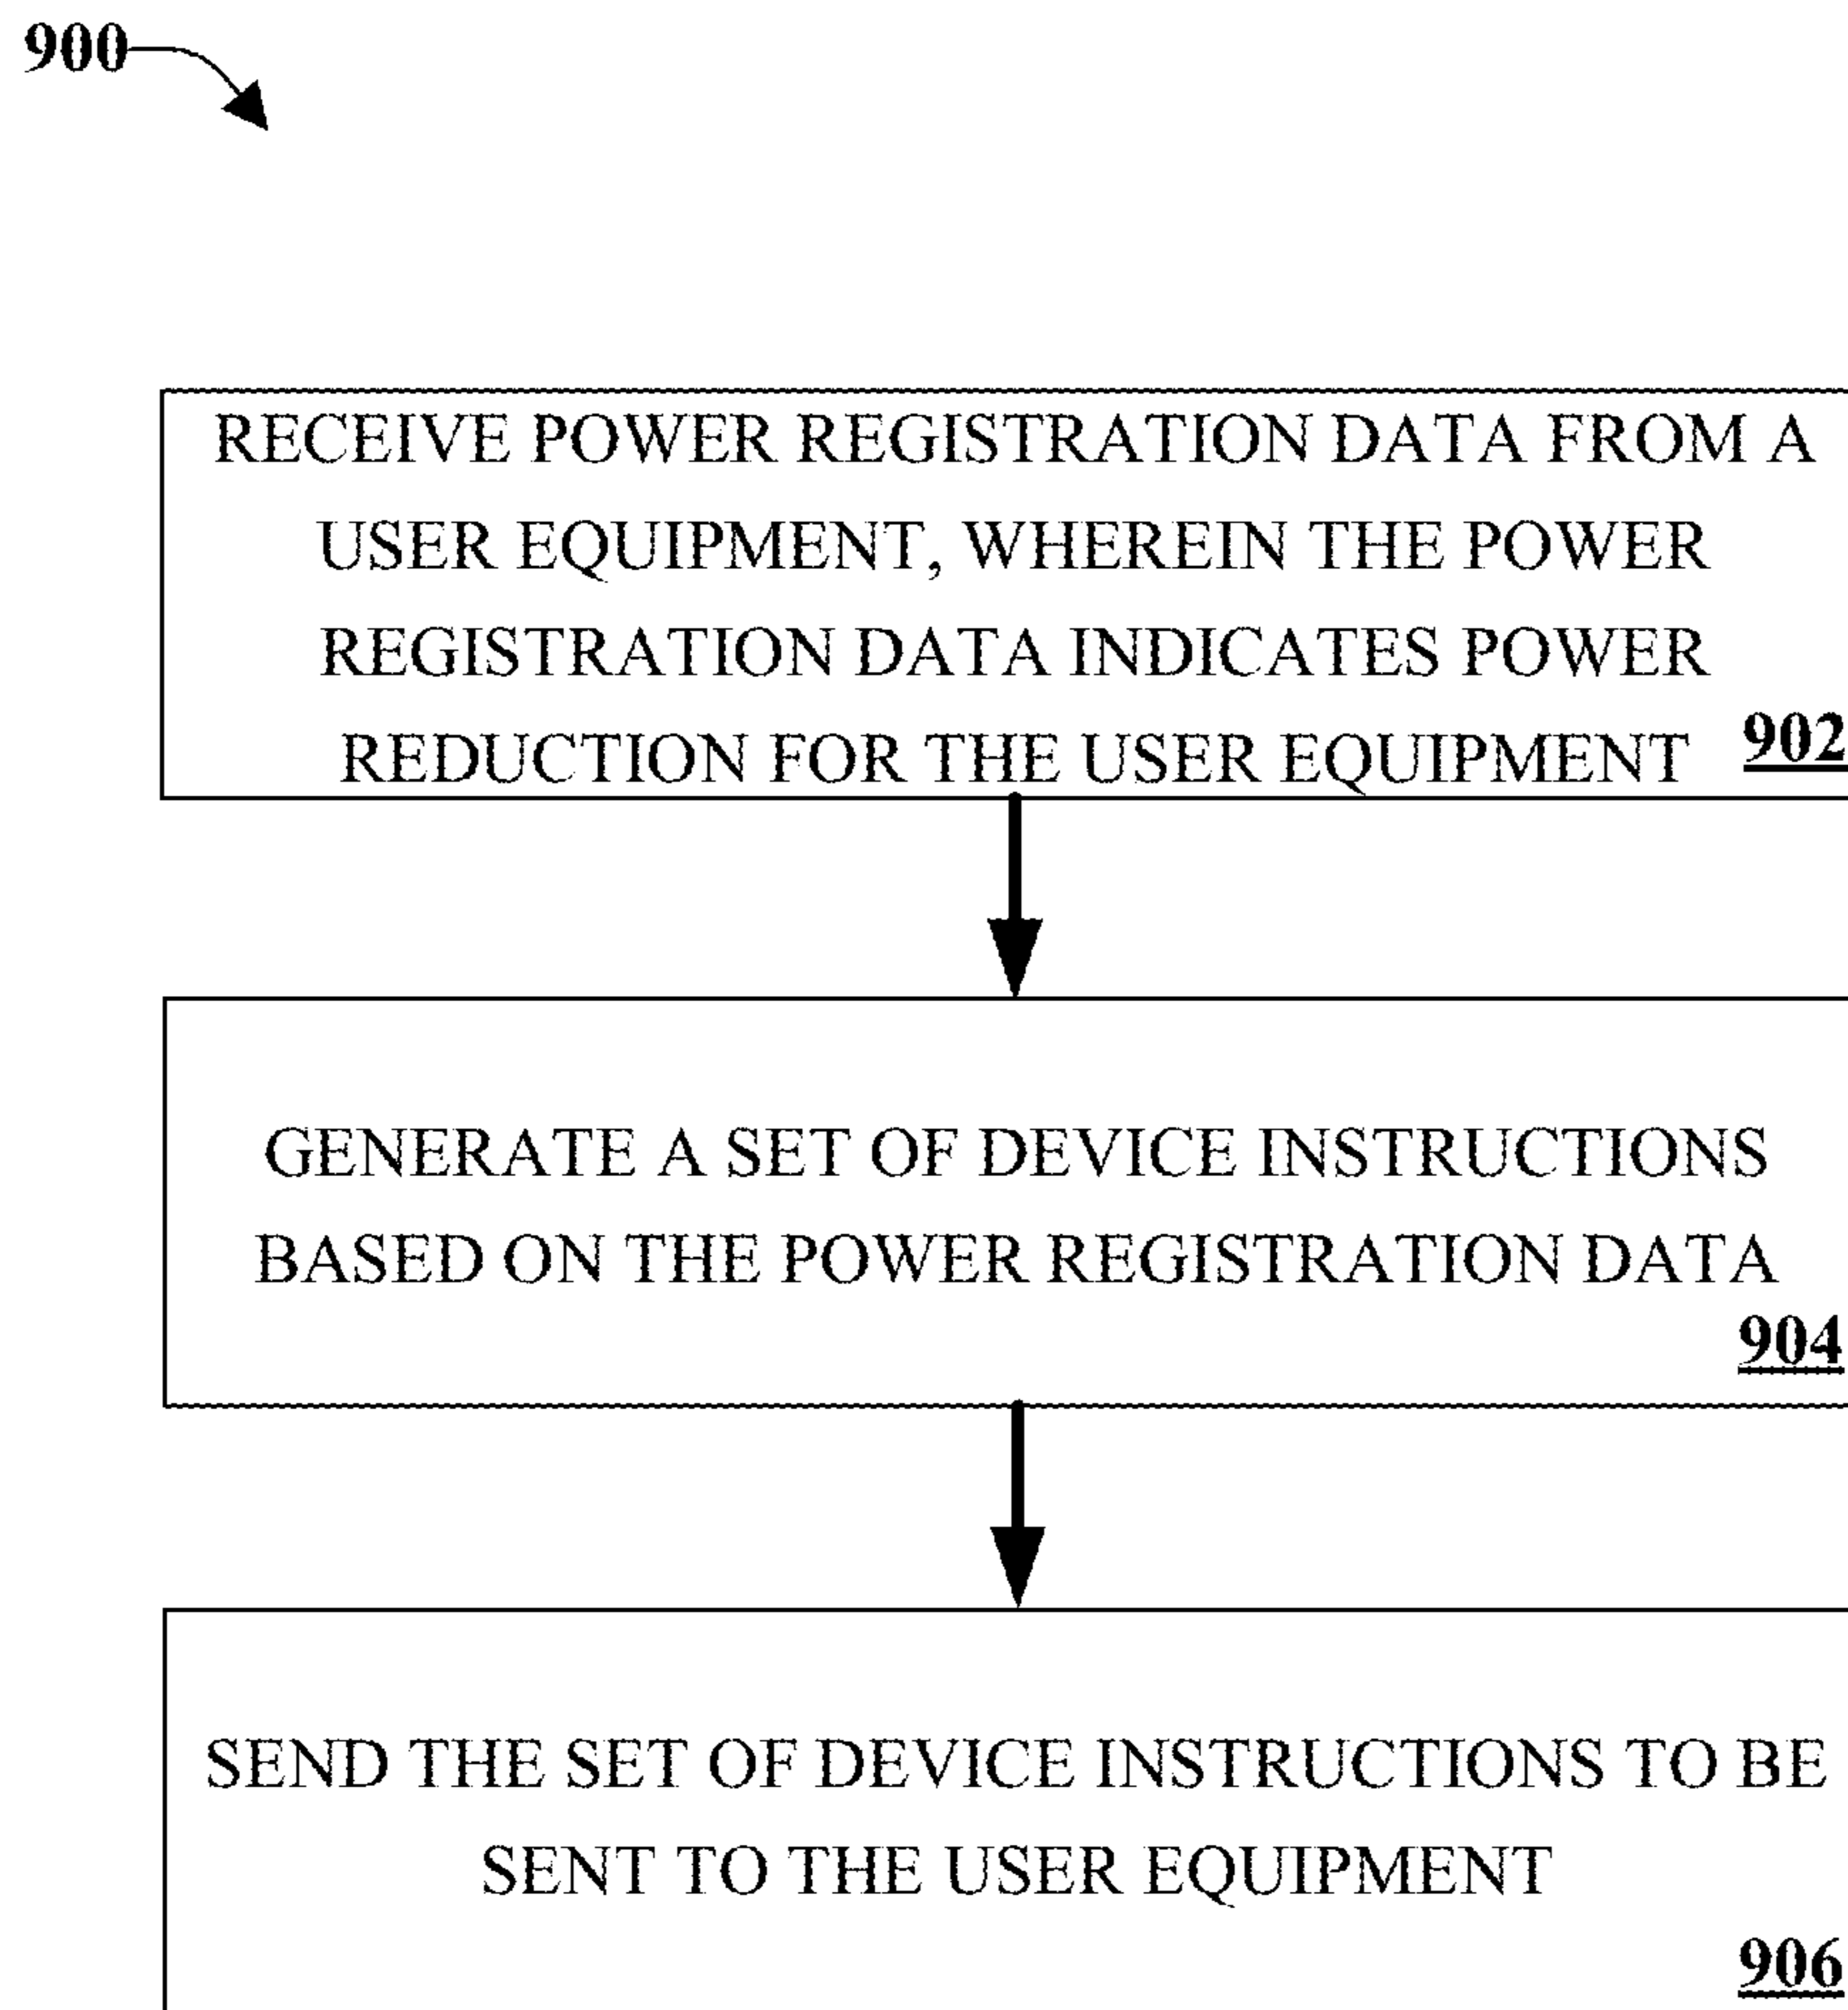 900
RECEIVE POWER REGISTRATION DATA FROM A
USER EQUIPMENT, WHEREIN THE POWER
REGISTRATION DATA INDICATES POWER
REDUCTION FOR THE USER EQUIPMENT
902
GENERATE A SET OF DEVICE INSTRUCTIONS
BASED ON THE POWER REGISTRATION DATA
904
SEND THE SET OF DEVICE INSTRUCTIONS TO BE
SENT TO THE USER EQUIPMENT
906